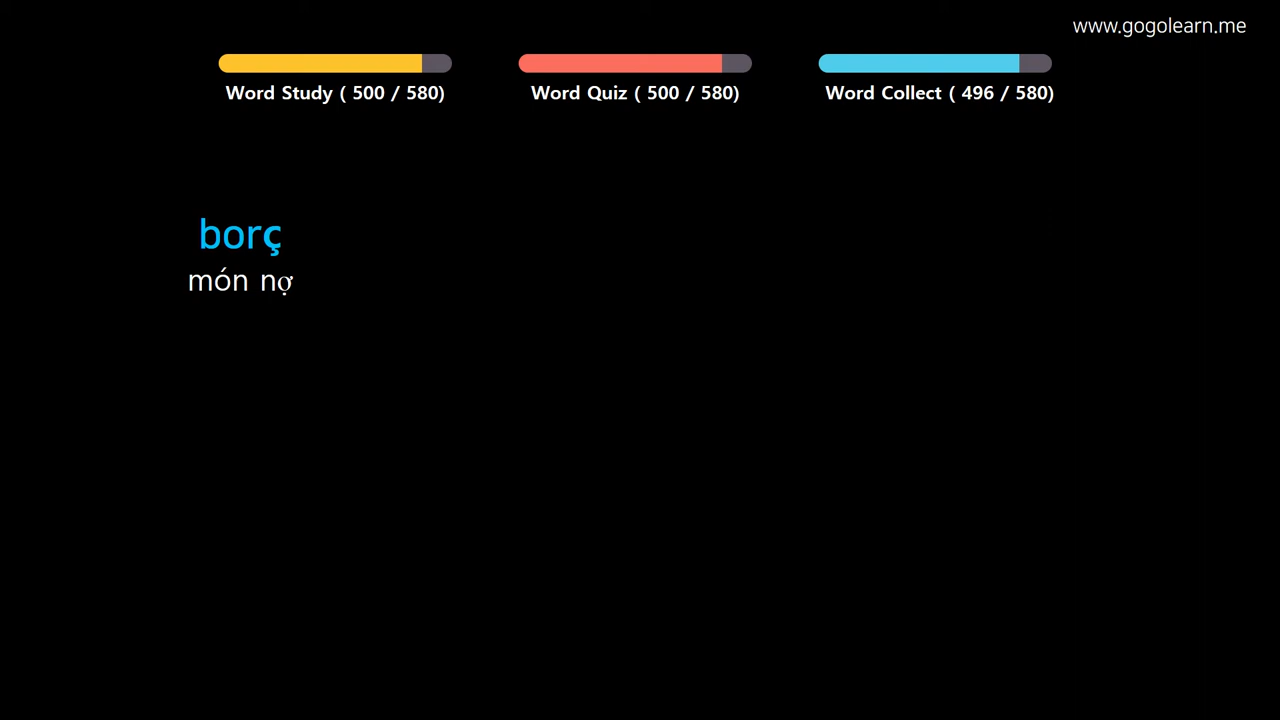 www.gogolearn.me
Word Study ( 500 / 580)
Word Quiz ( 500 / 580)
Word Collect ( 496 / 580)
borç
món nợ